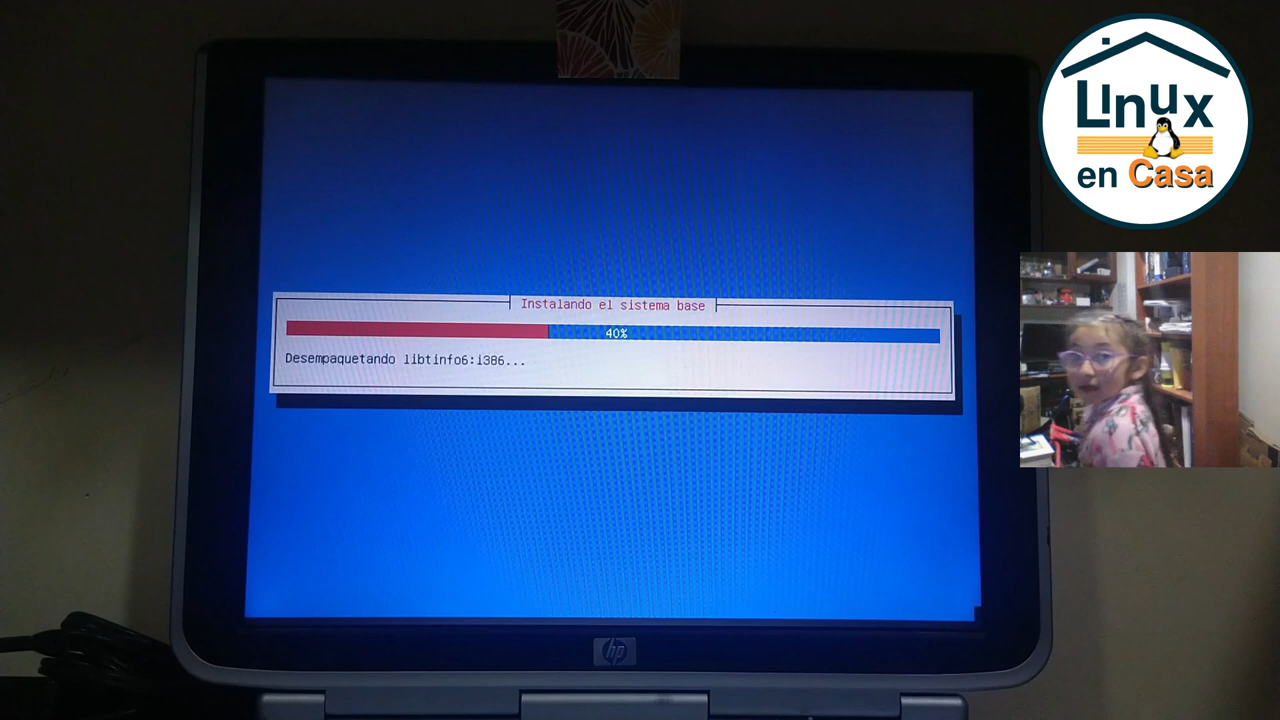 Linux
en Casa
Instalando el sistema base
40%
Desempaquetando libtinfo6:i386...
hp